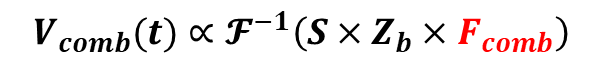 V_comb(t) ∝ ℱ⁻¹(S × Z_b × F_comb)